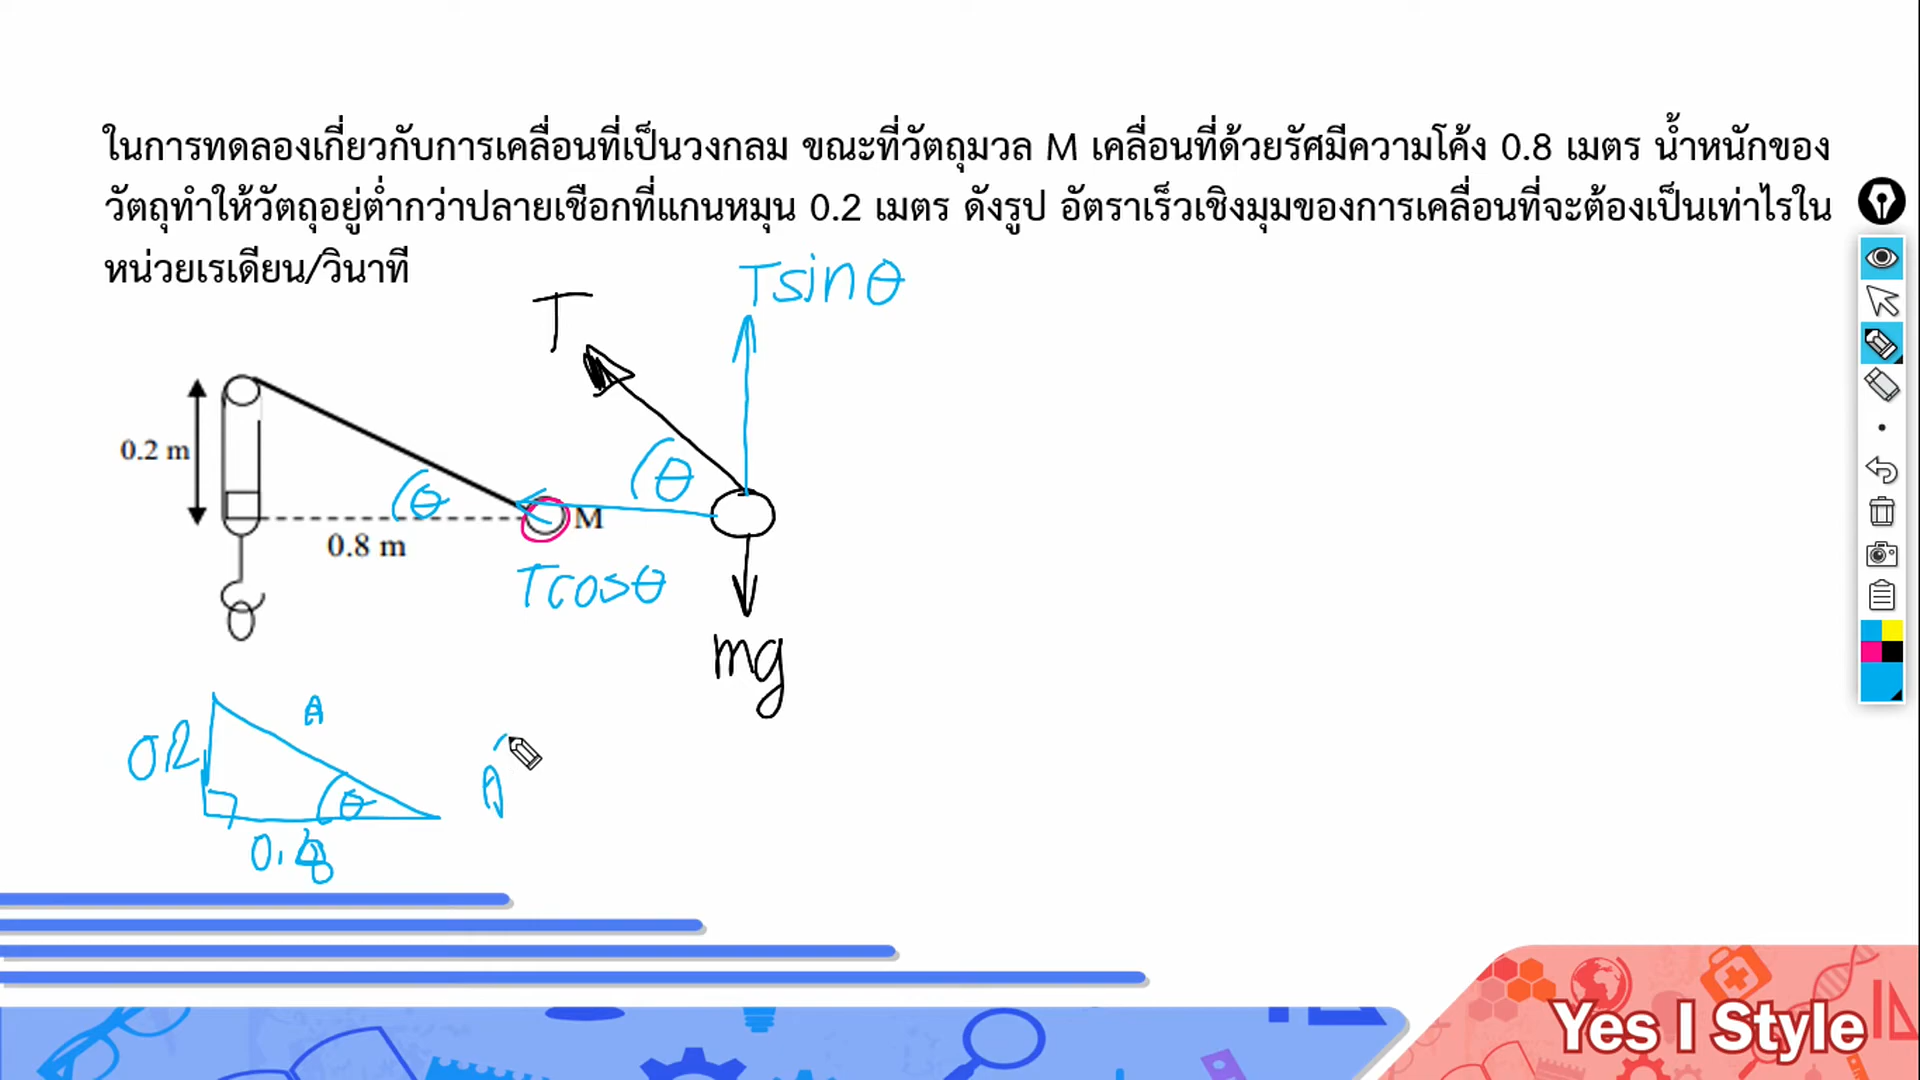 ในการทดลองเกี่ยวกับการเคลื่อนที่เป็นวงกลม ขณะที่วัตถุมวล M เคลื่อนที่ด้วยรัศมีความโค้ง 0.8 เมตร น้ำหนักของ
วัตถุทำให้วัตถุอยู่ต่ำกว่าปลายเชือกที่แกนหมุน 0.2 เมตร ดังรูป อัตราเร็วเชิงมุมของการเคลื่อนที่จะต้องเป็นเท่าไรใน
หน่วยเรเดียน/วินาที
Tsinθ
T
0.2 m
θ
θ
M
0.8 m
Tcosθ
mg
A
0.2
θ
A
0.8
Yes I Style